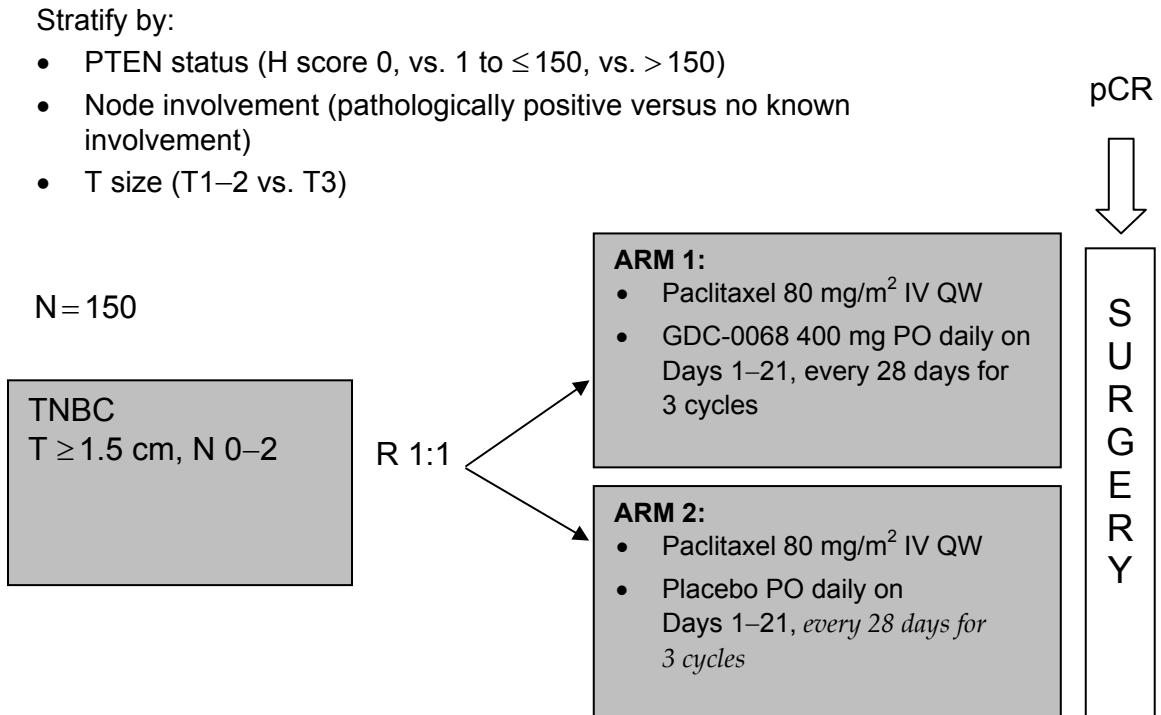 Stratify by:
• PTEN status (H score 0, vs. 1 to ≤ 150, vs. > 150)
• Node involvement (pathologically positive versus no known
involvement)
• T size (T1–2 vs. T3)
pCR
N = 150
TNBC
T ≥ 1.5 cm, N 0–2
R 1:1
ARM 1:
• Paclitaxel 80 mg/m² IV QW
• GDC-0068 400 mg PO daily on
Days 1–21, every 28 days for
3 cycles
ARM 2:
• Paclitaxel 80 mg/m² IV QW
• Placebo PO daily on
Days 1–21, every 28 days for
3 cycles
S
U
R
G
E
R
Y